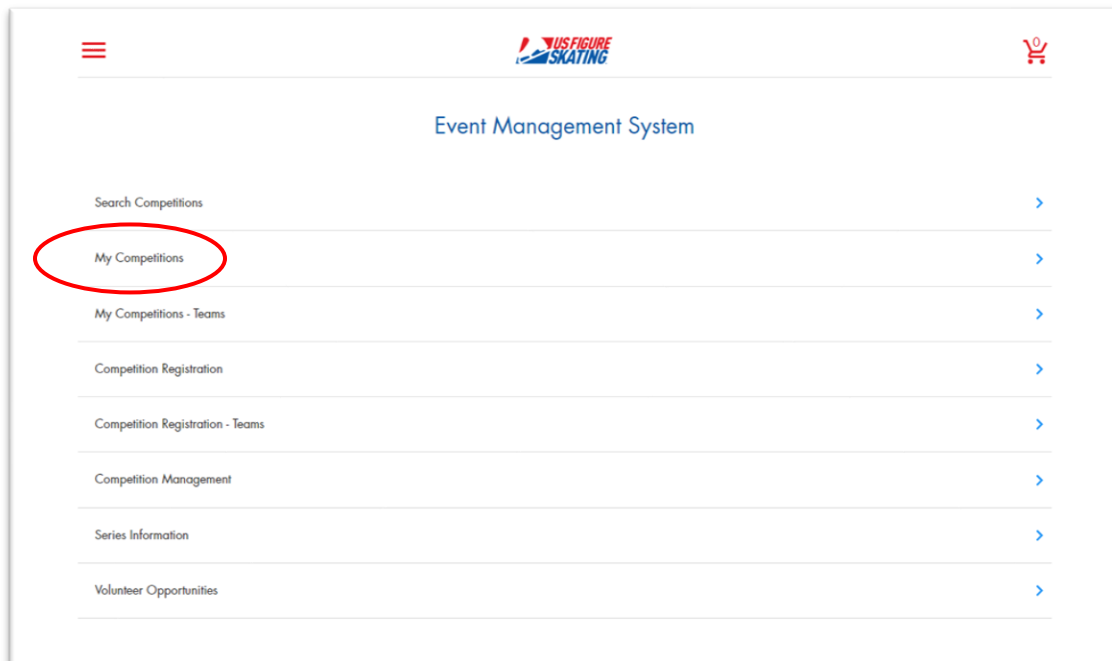 US FIGURE
SKATING
0
Event Management System
Search Competitions
My Competitions
My Competitions - Teams
Competition Registration
Competition Registration - Teams
Competition Management
Series Information
Volunteer Opportunities